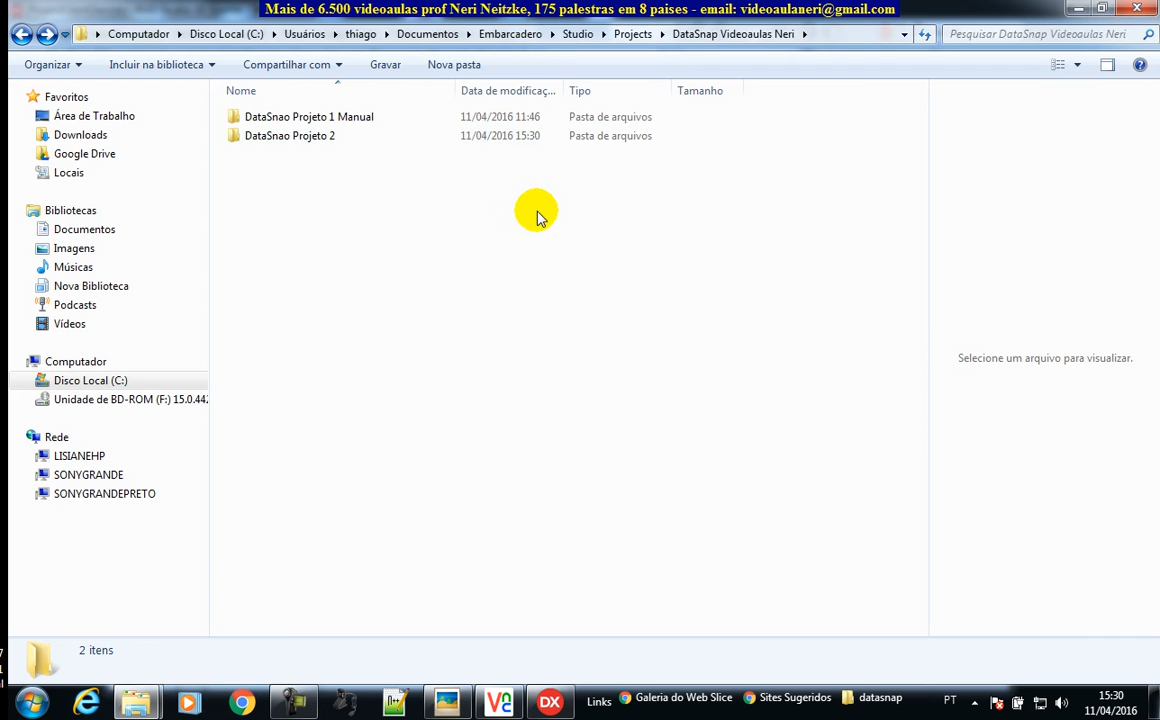 Mais de 6.500 videoaulas prof Neri Neitzke, 175 palestras em 8 paises - email: videoaulaneri@gmail.com
Computador Disco Local (C:) Usuários thiago Documentos Embarcadero Studio Projects DataSnap Videoaulas Neri
Pesquisar DataSnap Videoaulas Neri
Organizar Incluir na biblioteca Compartilhar com Gravar Nova pasta
Favoritos
Área de Trabalho
Downloads
Google Drive
Locais
Bibliotecas
Documentos
Imagens
Músicas
Nova Biblioteca
Podcasts
Vídeos
Computador
Disco Local (C:)
Unidade de BD-ROM (F:) 15.0.442
Rede
LISIANEHP
SONYGRANDE
SONYGRANDEPRETO
Nome Data de modificaç... Tipo Tamanho
DataSnao Projeto 1 Manual 11/04/2016 11:46 Pasta de arquivos
DataSnao Projeto 2 11/04/2016 15:30 Pasta de arquivos
Selecione um arquivo para visualizar.
2 itens
DX
Links Galeria do Web Slice Sites Sugeridos datasnap
PT
15:30
11/04/2016